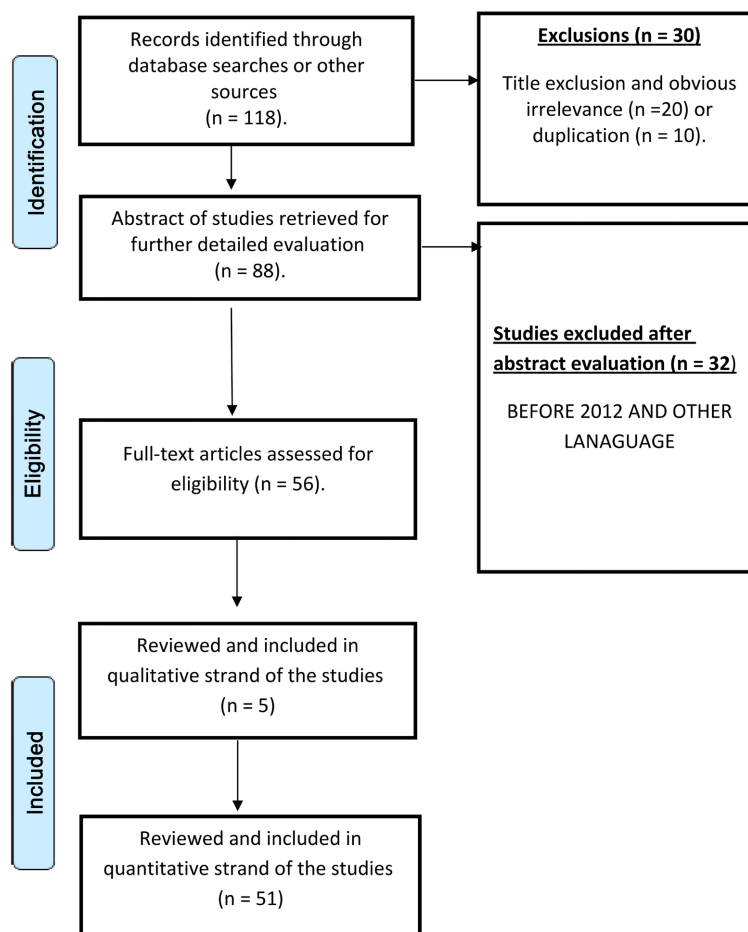 Identification
Records identified through
database searches or other
sources
(n = 118).
Exclusions (n = 30)
Title exclusion and obvious
irrelevance (n =20) or
duplication (n = 10).
Abstract of studies retrieved for
further detailed evaluation
(n = 88).
Studies excluded after
abstract evaluation (n = 32)
BEFORE 2012 AND OTHER
LANAGUAGE
Eligibility
Full-text articles assessed for
eligibility (n = 56).
Included
Reviewed and included in
qualitative strand of the studies
(n = 5)
Reviewed and included in
quantitative strand of the studies
(n = 51)